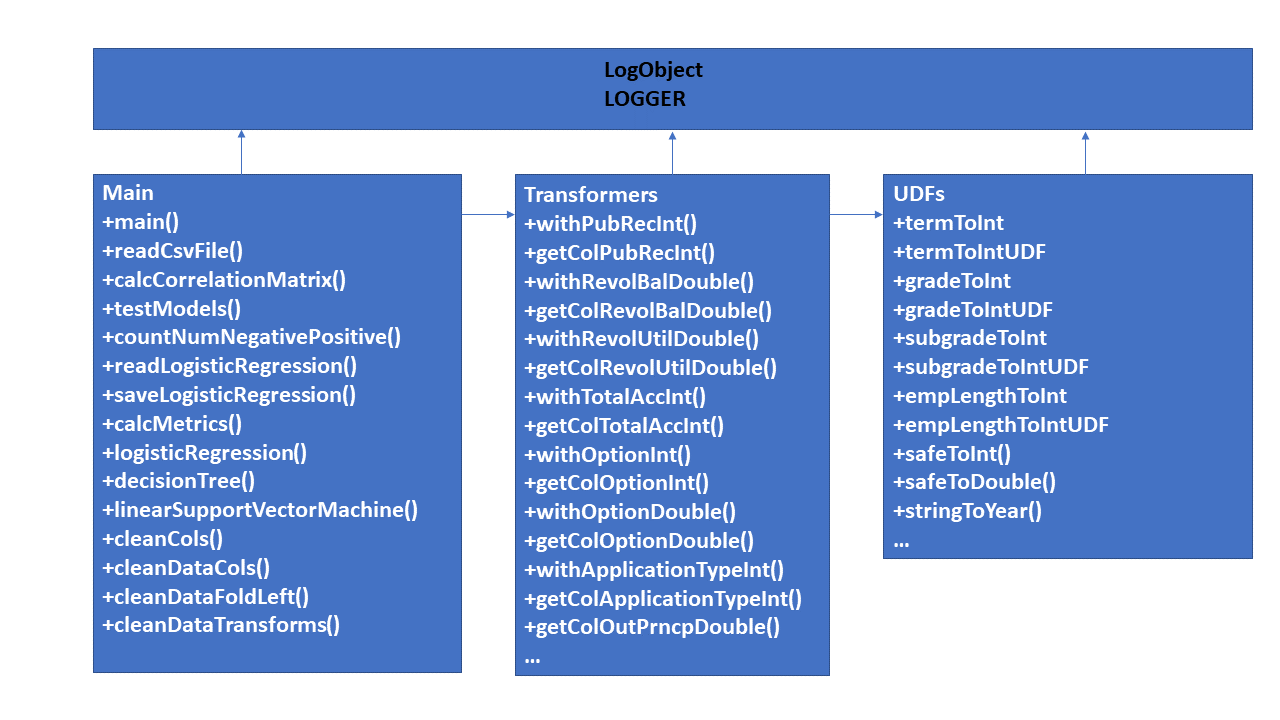 LogObject
LOGGER
Main
+main()
+readCsvFile()
+calcCorrelationMatrix()
+testModels()
+countNumNegativePositive()
+readLogisticRegression()
+saveLogisticRegression()
+calcMetrics()
+logisticRegression()
+decisionTree()
+linearSupportVectorMachine()
+cleanCols()
+cleanDataCols()
+cleanDataFoldLeft()
+cleanDataTransforms()
Transformers
+withPubRecInt()
+getColPubRecInt()
+withRevolBalDouble()
+getColRevolBalDouble()
+withRevolUtilDouble()
+getColRevolUtilDouble()
+withTotalAccInt()
+getColTotalAccInt()
+withOptionInt()
+getColOptionInt()
+withOptionDouble()
+getColOptionDouble()
+withApplicationTypeInt()
+getColApplicationTypeInt()
+getColOutPrncpDouble()
...
UDFs
+termToInt
+termToIntUDF
+gradeToInt
+gradeToIntUDF
+subgradeToInt
+subgradeToIntUDF
+empLengthToInt
+empLengthToIntUDF
+safeToInt()
+safeToDouble()
+stringToYear()
...